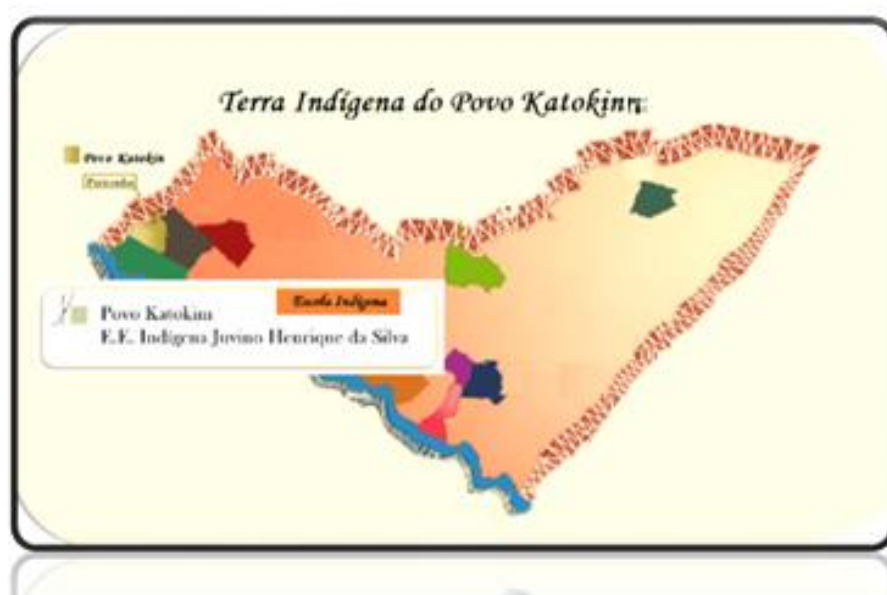 Terra Indígena do Povo Katokinn
Povo Katokin
Escola Indígena
Povo Katokim
E.E. Indígena Juvino Henrique da Silva